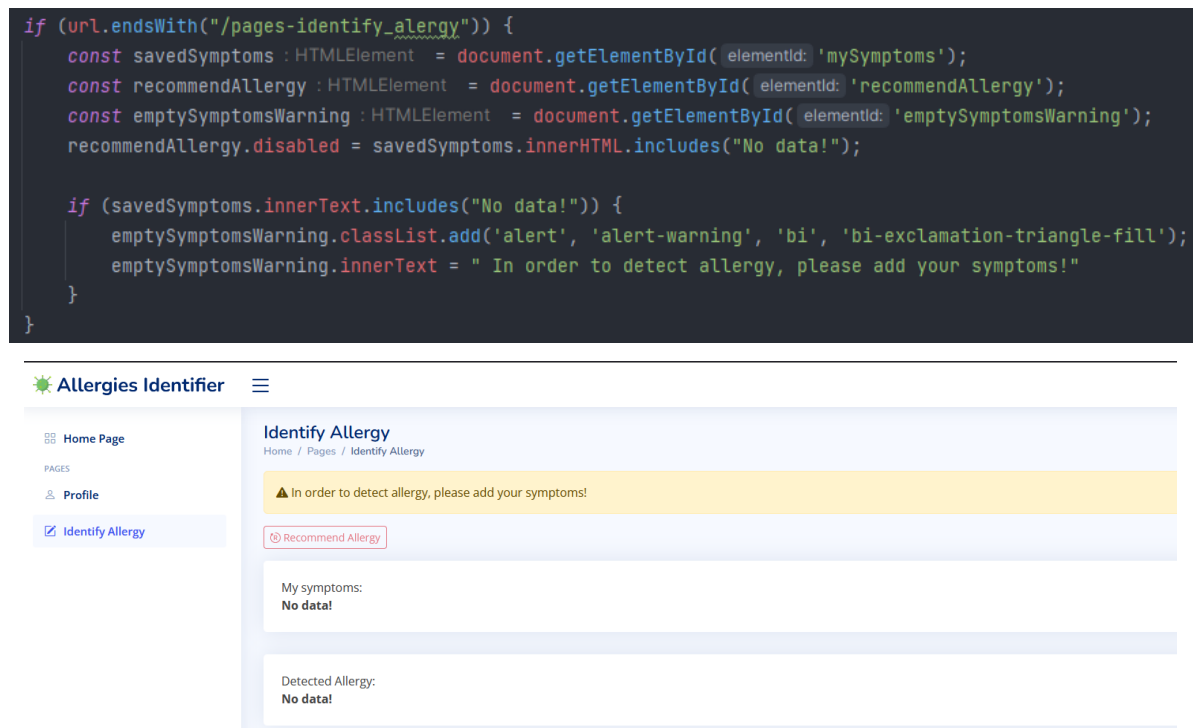 if (url.endsWith("/pages-identify_alergy")) {
const savedSymptoms : HTMLElement = document.getElementById( elementId: 'mySymptoms');
const recommendAllergy : HTMLElement = document.getElementById( elementId: 'recommendAllergy');
const emptySymptomsWarning : HTMLElement = document.getElementById( elementId: 'emptySymptomsWarning');
recommendAllergy.disabled = savedSymptoms.innerHTML.includes("No data!");
if (savedSymptoms.innerText.includes("No data!")) {
emptySymptomsWarning.classList.add('alert', 'alert-warning', 'bi', 'bi-exclamation-triangle-fill');
emptySymptomsWarning.innerText = " In order to detect allergy, please add your symptoms!"
}
}
Allergies Identifier
Home Page
PAGES
Profile
Identify Allergy
Identify Allergy
Home / Pages / Identify Allergy
In order to detect allergy, please add your symptoms!
Recommend Allergy
My symptoms:
No data!
Detected Allergy:
No data!